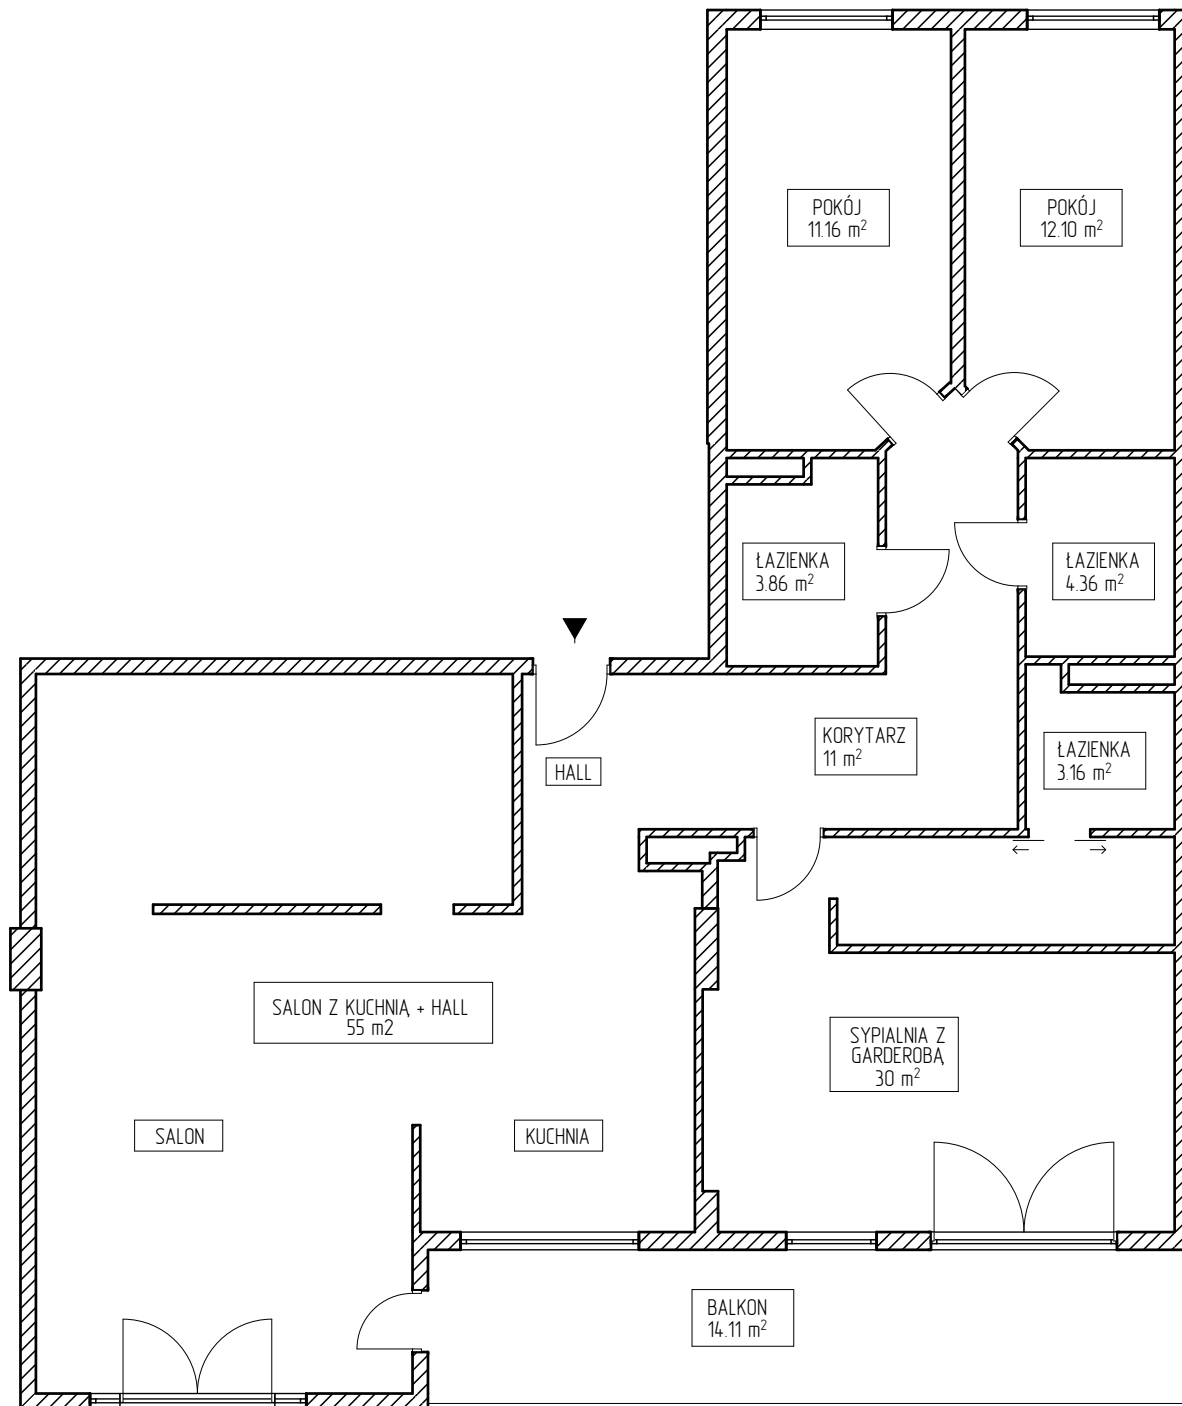 POKÓJ
11.16 m²
POKÓJ
12.10 m²
ŁAZIENKA
3.86 m²
ŁAZIENKA
4.36 m²
KORYTARZ
11 m²
ŁAZIENKA
3.16 m²
HALL
SALON Z KUCHNIĄ + HALL
55 m2
SYPIALNIA Z
GARDEROBĄ
30 m²
SALON
KUCHNIA
BALKON
14.11 m²